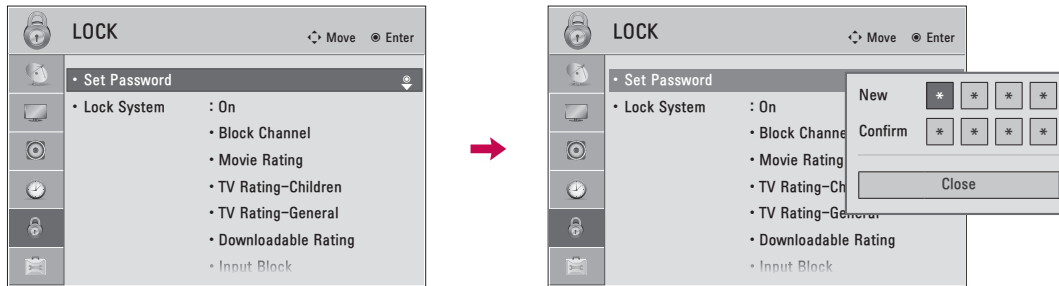 LOCK
Move Enter
• Set Password
• Lock System : On
• Block Channel
• Movie Rating
• TV Rating-Children
• TV Rating-General
• Downloadable Rating
• Input Block
LOCK
Move Enter
• Set Password
• Lock System : On
• Block Channe
• Movie Rating
• TV Rating-Ch
• TV Rating-General
• Downloadable Rating
• Input Block
New * * * *
Confirm * * * *
Close